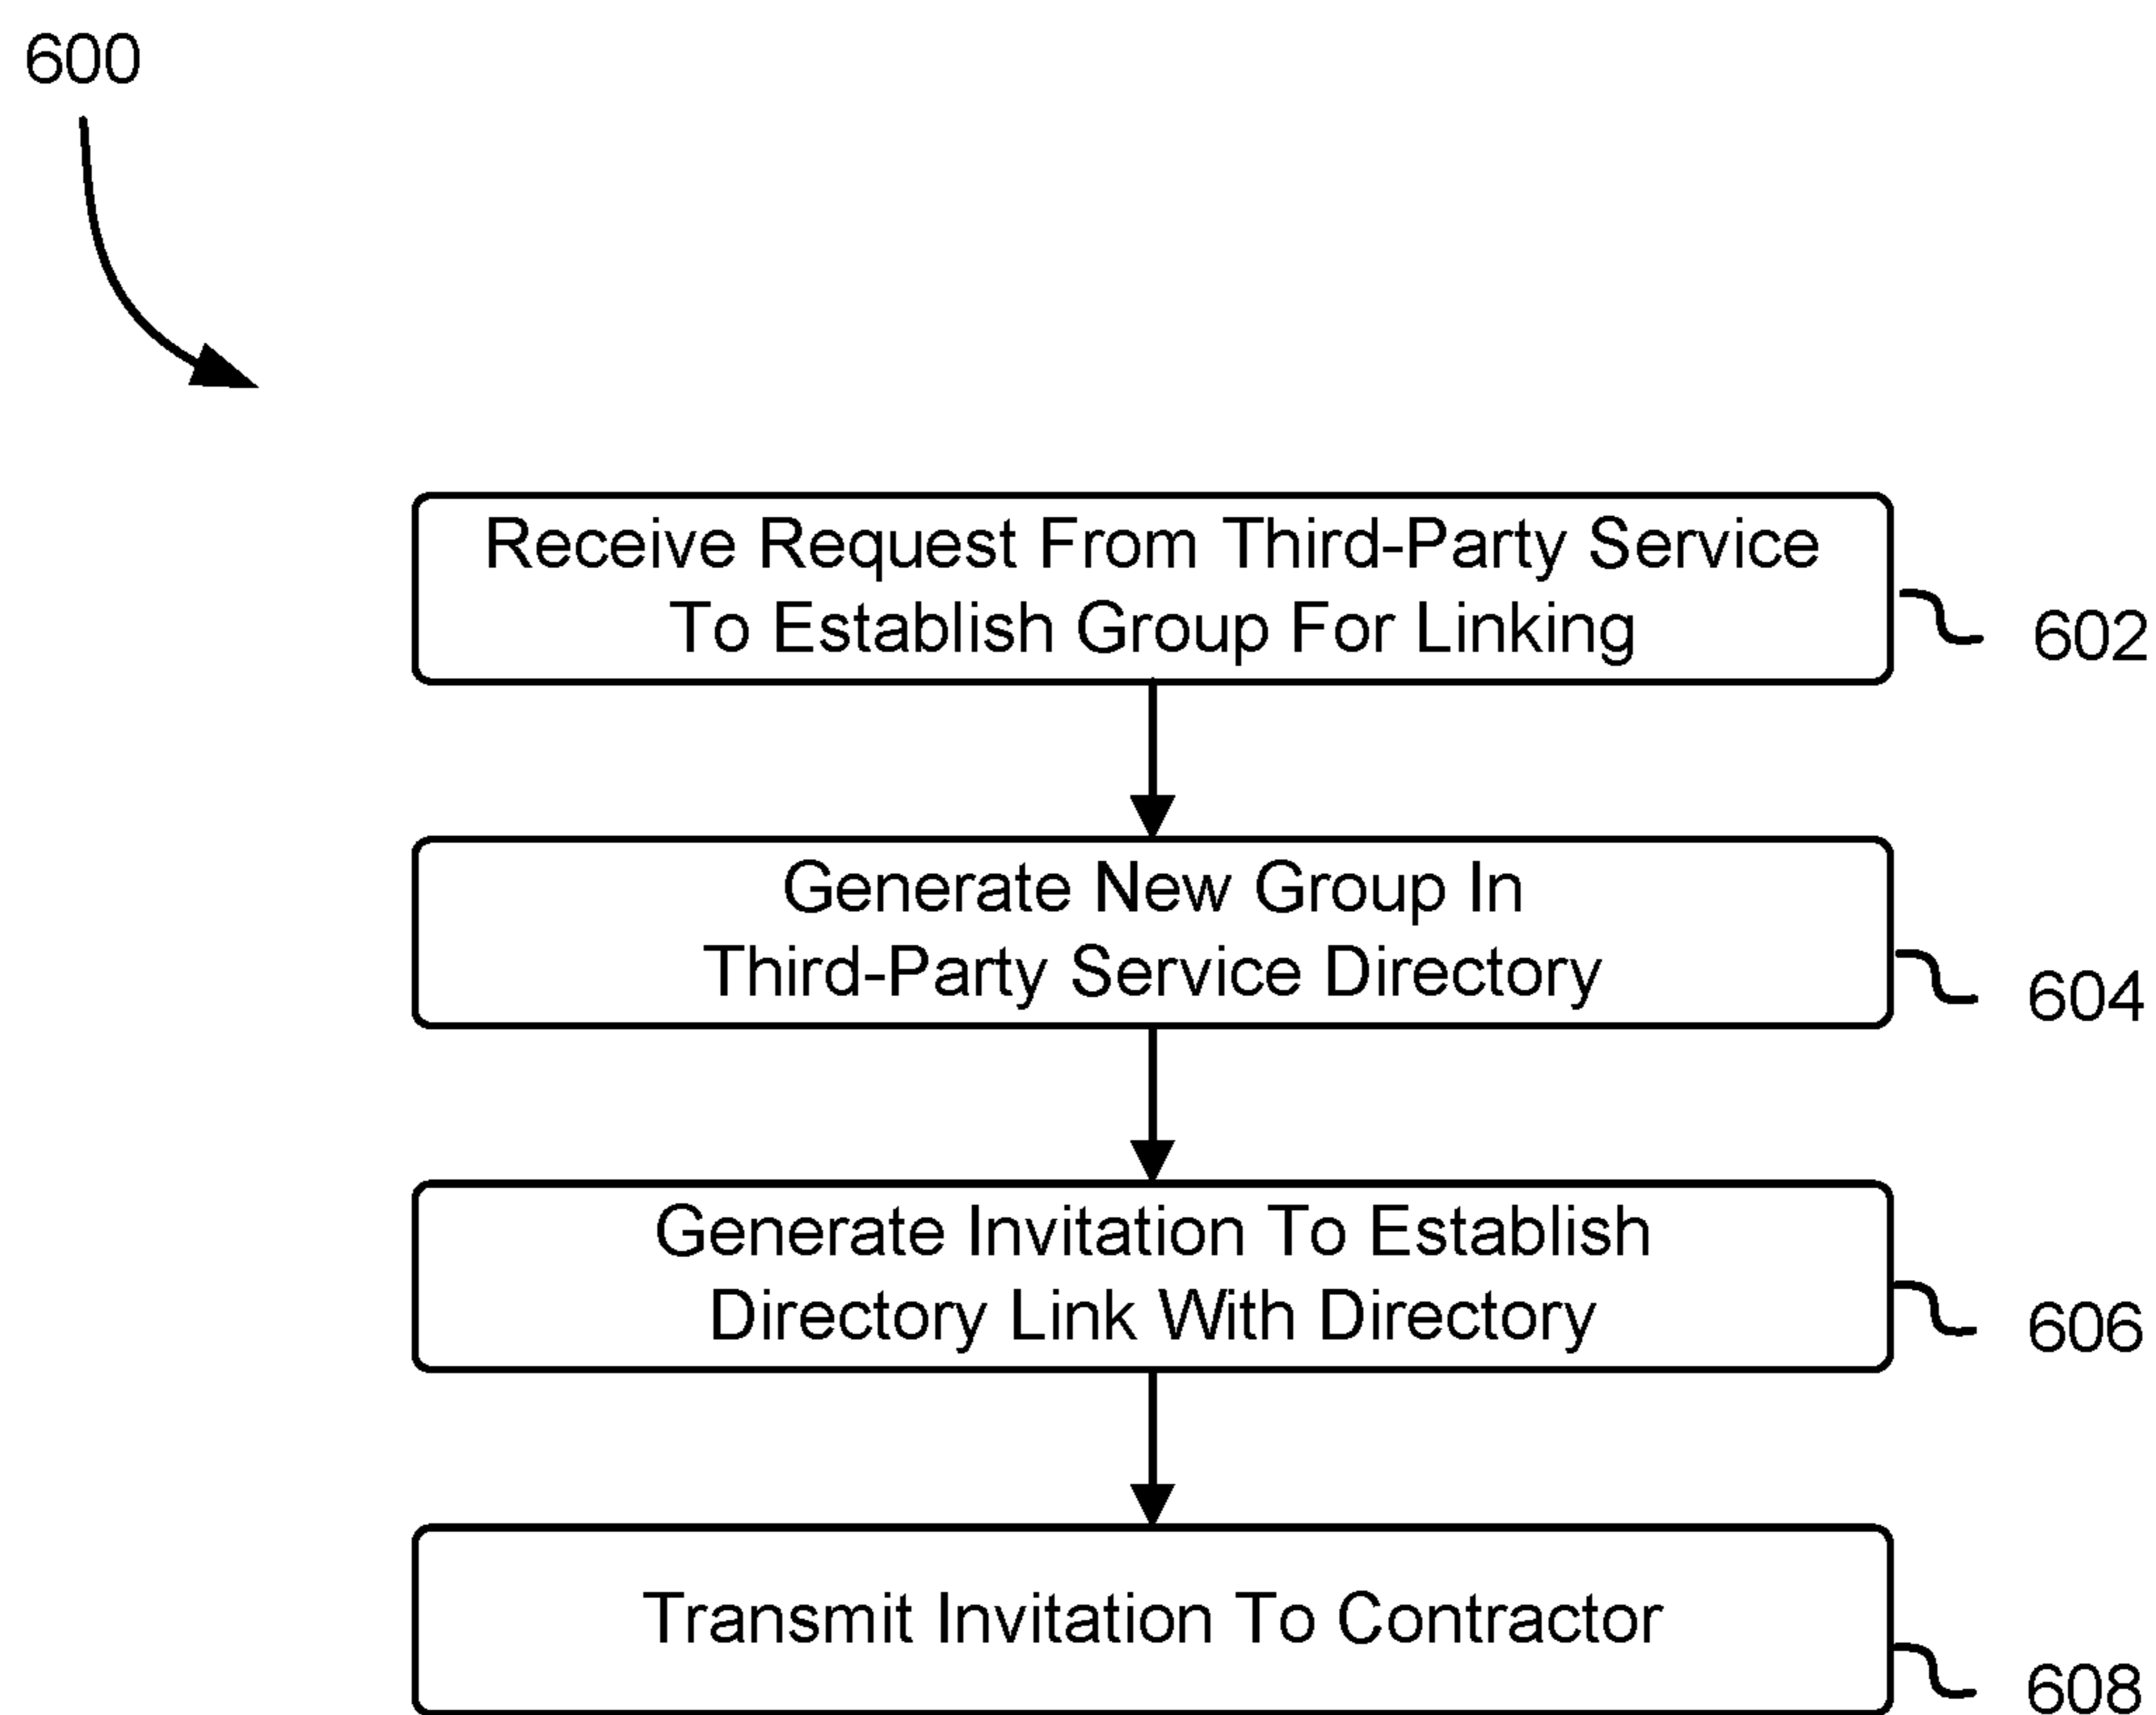 600
Receive Request From Third-Party Service
To Establish Group For Linking
602
Generate New Group In
Third-Party Service Directory
604
Generate Invitation To Establish
Directory Link With Directory
606
Transmit Invitation To Contractor
608